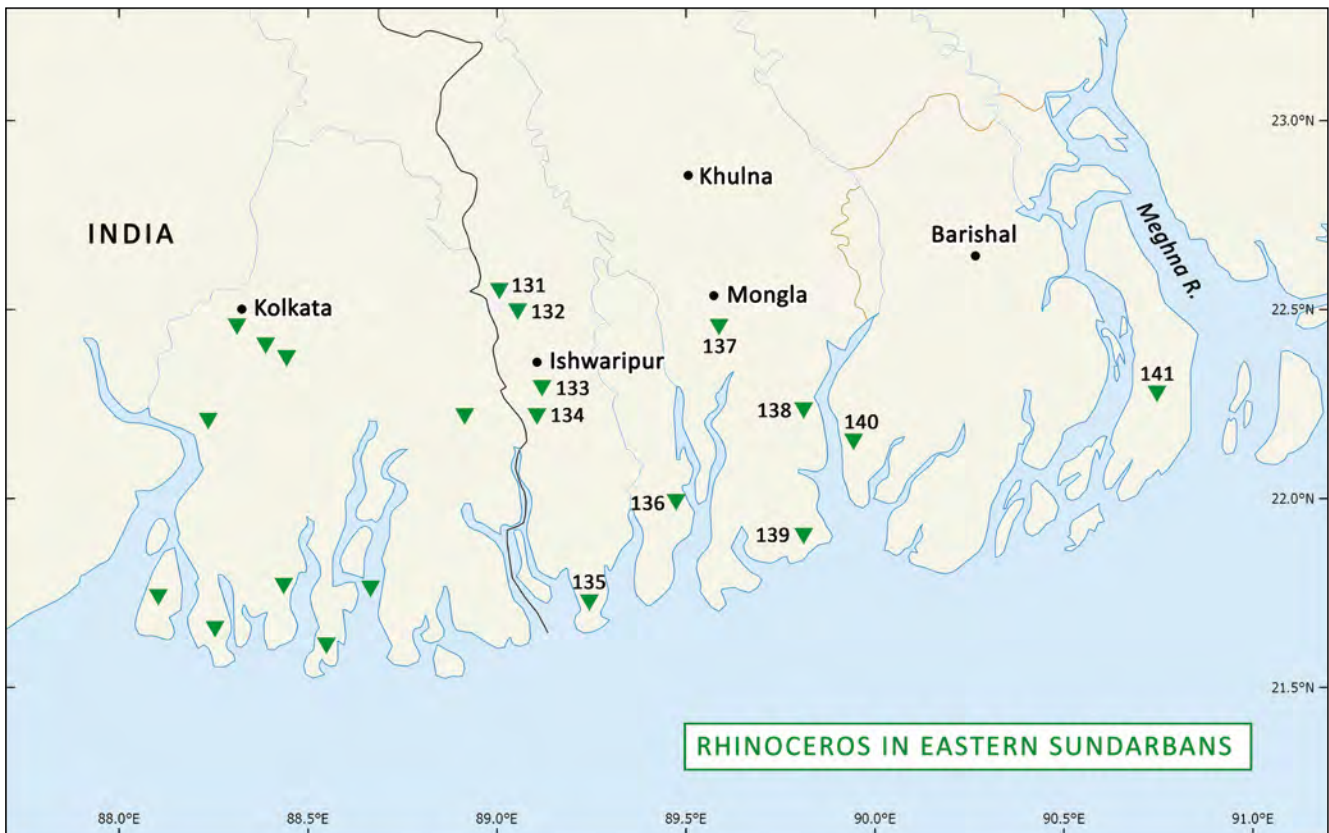 23.0°N
Khulna
Meghna R.
INDIA
Barishal
131
132
Kolkata
Mongla
22.5°N
137
Ishwaripur
133
134
138
140
141
136
22.0°N
139
135
21.5°N
RHINOCEROS IN EASTERN SUNDARBANS
88.0°E
88.5°E
89.0°E
89.5°E
90.0°E
90.5°E
91.0°E